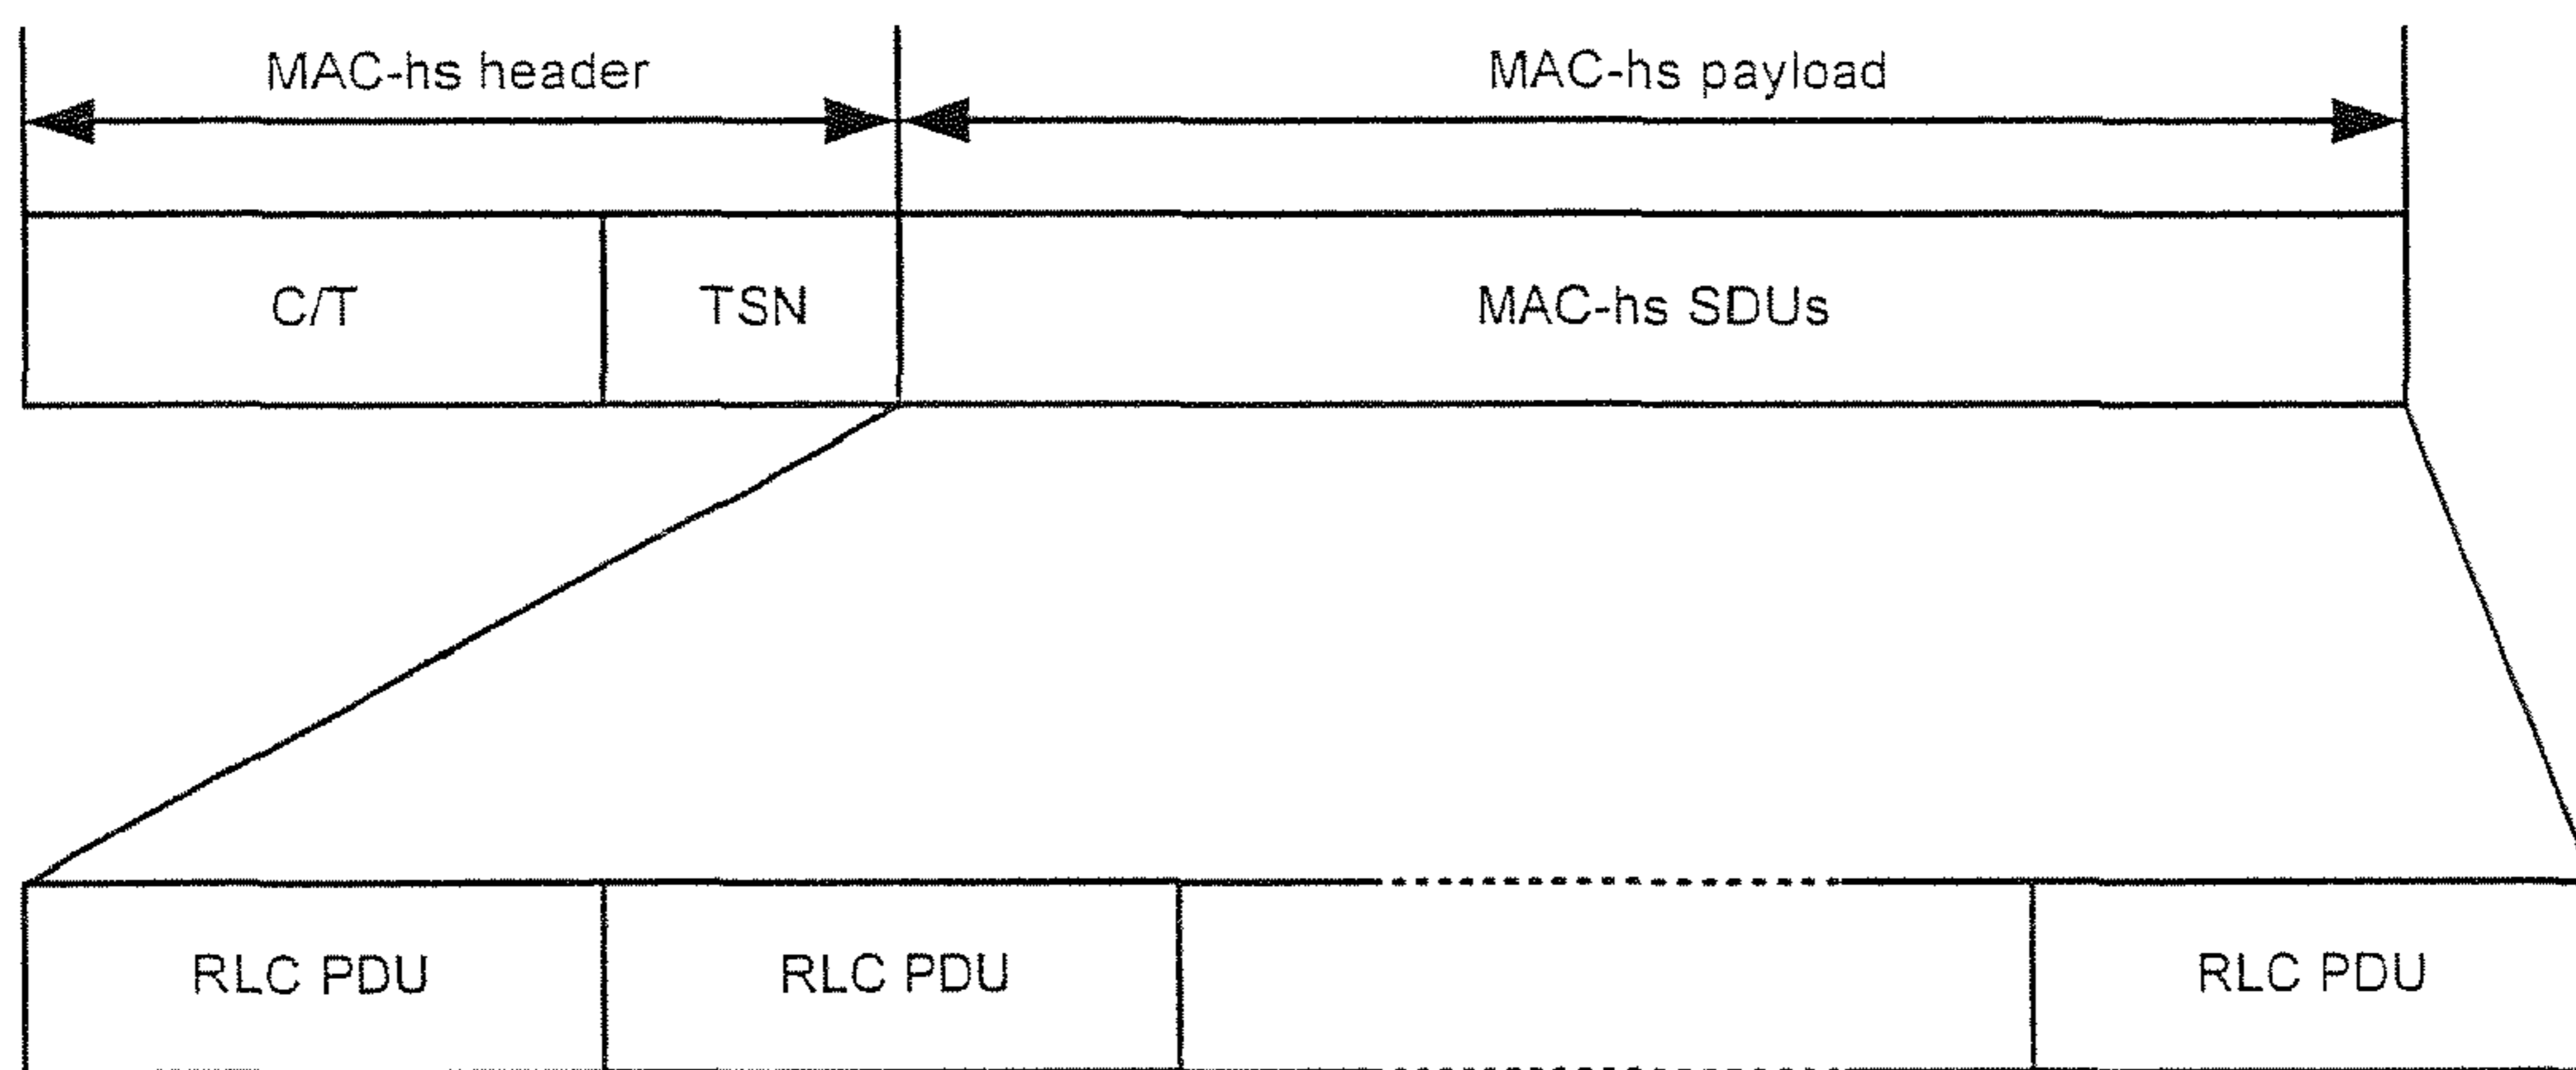 MAC-hs header
MAC-hs payload
C/T
TSN
MAC-hs SDUs
RLC PDU
RLC PDU
RLC PDU